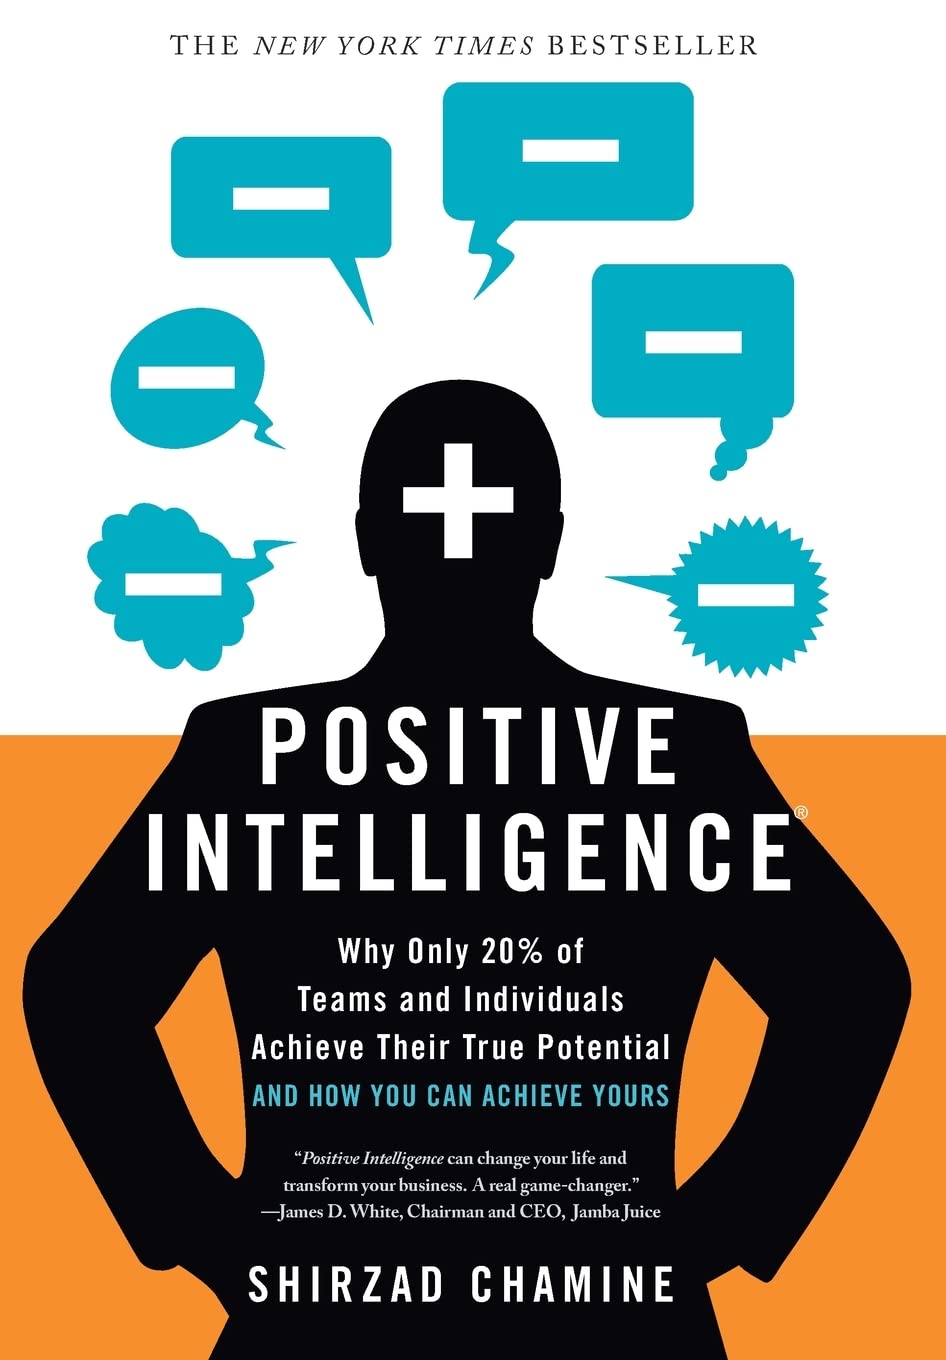 THE NEW YORK TIMES BESTSELLER
POSITIVE
INTELLIGENCE®
Why Only 20% of
Teams and Individuals
Achieve Their True Potential
AND HOW YOU CAN ACHIEVE YOURS
“Positive Intelligence can change your life and
transform your business. A real game-changer.”
—James D. White, Chairman and CEO, Jamba Juice
SHIRZAD CHAMINE